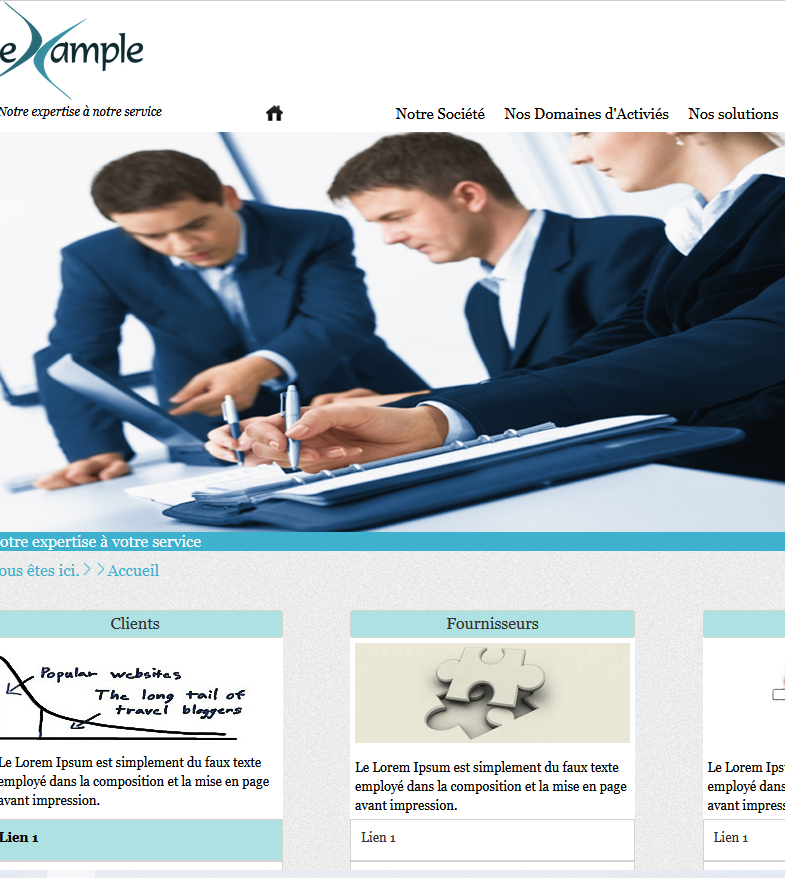 eXample
Notre expertise à notre service
Notre Société Nos Domaines d'Activiés Nos solutions
otre expertise à votre service
ous êtes ici. Accueil
Clients
Popular websites
The long tail of
travel bloggers
Le Lorem Ipsum est simplement du faux texte
employé dans la composition et la mise en page
avant impression.
Lien 1
Fournisseurs
Le Lorem Ipsum est simplement du faux texte
employé dans la composition et la mise en page
avant impression.
Lien 1
Le Lorem Ips
employé dans
avant impress
Lien 1